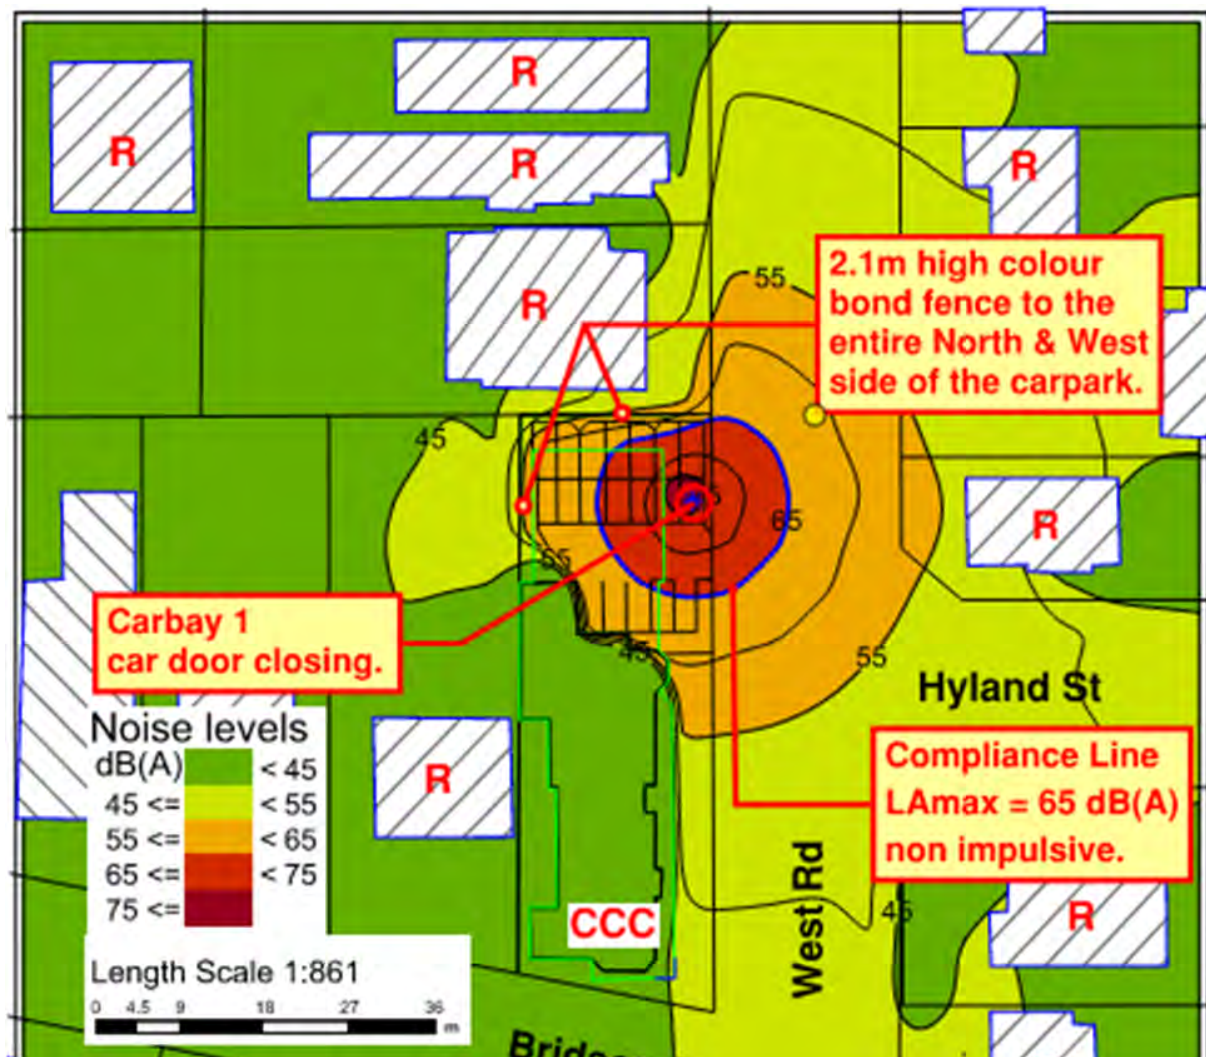 R
R
R
R
R
2.1m high colour
bond fence to the
entire North & West
side of the carpark.
55
45
65
55
R
Carbay 1
car door closing.
45
55
Hyland St
Noise levels
dB(A)
< 45
45 <=
< 55
55 <=
< 65
65 <=
< 75
75 <=
R
Compliance Line
LAmax = 65 dB(A)
non impulsive.
West Rd
45
R
CCC
Length Scale 1:861
0 4.5 9 18 27 36
m